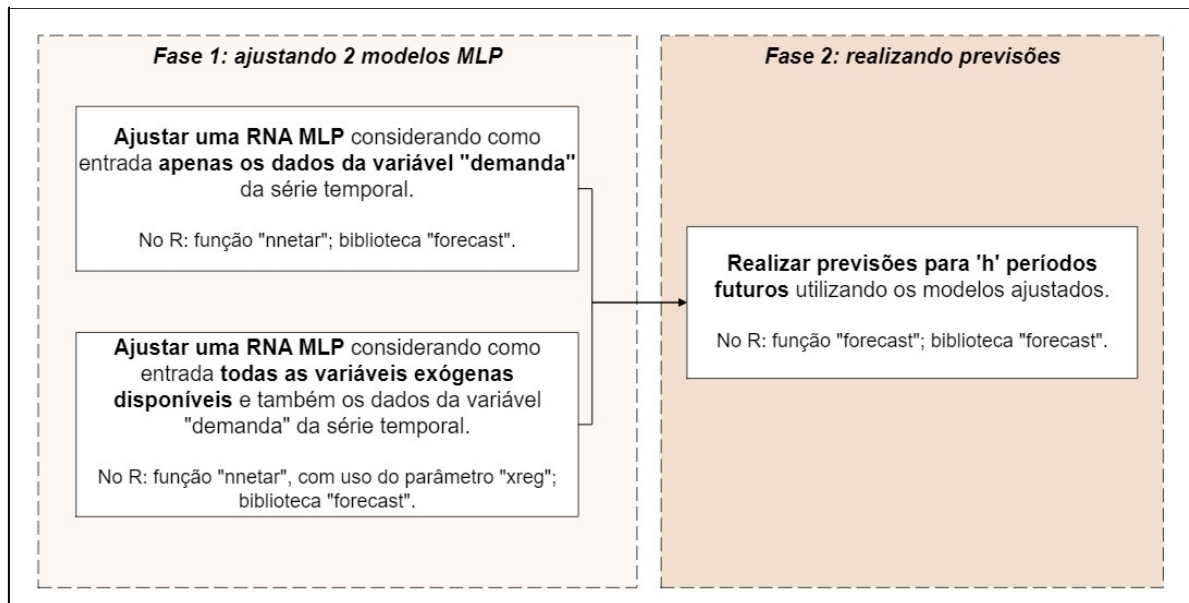 Fase 1: ajustando 2 modelos MLP
Ajustar uma RNA MLP considerando como
entrada apenas os dados da variável "demanda"
da série temporal.
No R: função "nnetar"; biblioteca "forecast".
Ajustar uma RNA MLP considerando como
entrada todas as variáveis exógenas
disponíveis e também os dados da variável
"demanda" da série temporal.
No R: função "nnetar", com uso do parâmetro "xreg";
biblioteca "forecast".
Fase 2: realizando previsões
Realizar previsões para 'h' períodos
futuros utilizando os modelos ajustados.
No R: função "forecast"; biblioteca "forecast".